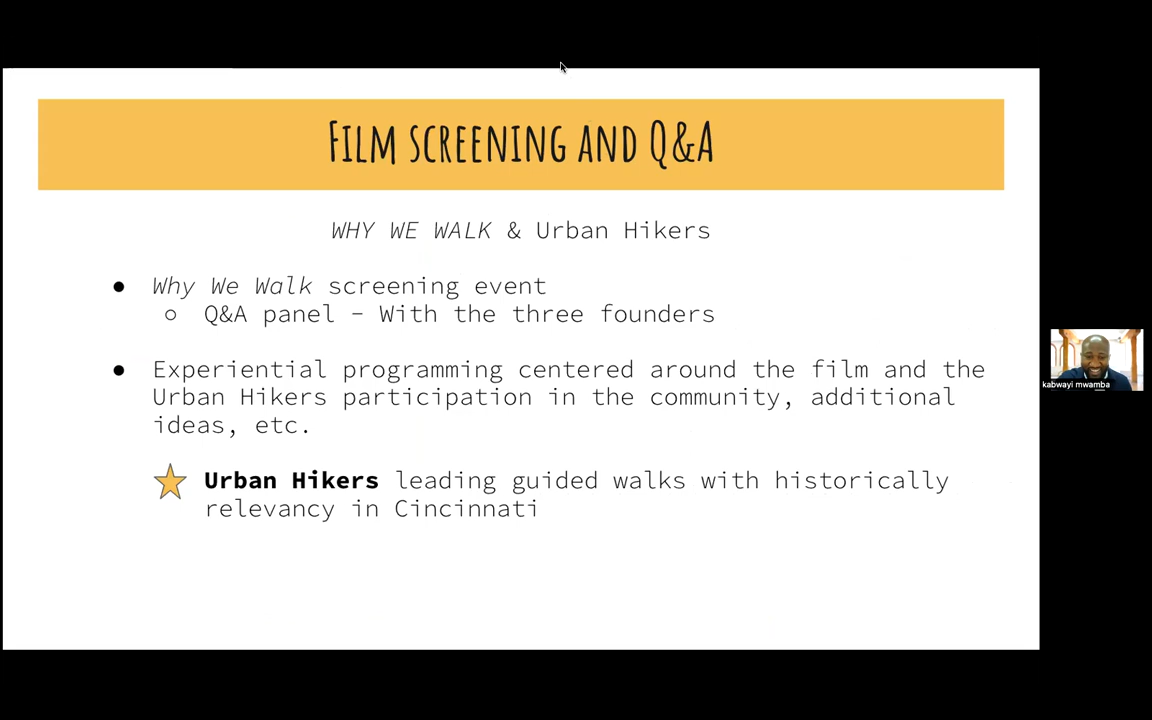 Film screening and Q&A
WHY WE WALK & Urban Hikers
● Why We Walk screening event
○ Q&A panel - With the three founders
● Experiential programming centered around the film and the
Urban Hikers participation in the community, additional
ideas, etc.
Urban Hikers leading guided walks with historically
relevancy in Cincinnati
kabwayi mwamba